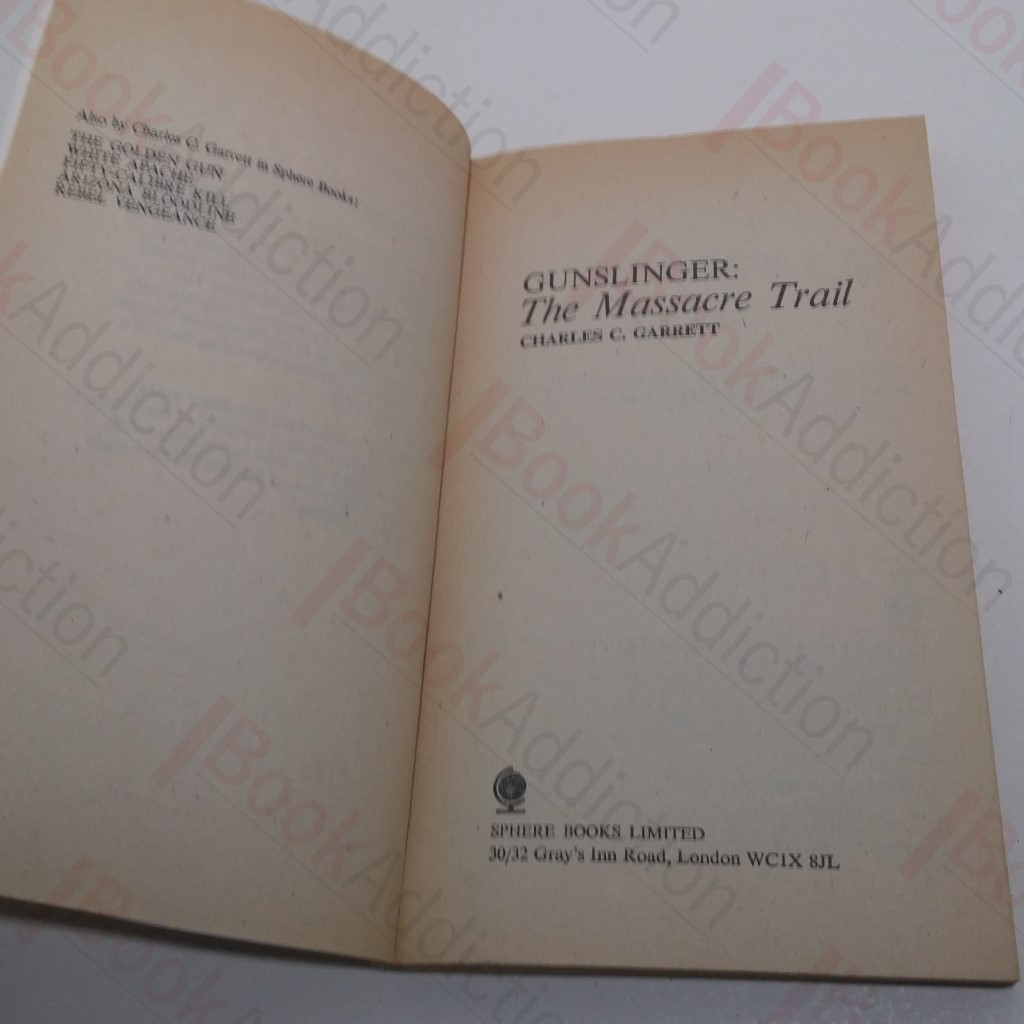 Also by Charles C. Garrett in Sphere Books:
THE GOLDEN GUN
WHITE APACHE
FIFTY-CALIBRE KILL
ARIZONA BLOODLINE
REBEL VENGEANCE
GUNSLINGER:
The Massacre Trail
CHARLES C. GARRETT
SPHERE BOOKS LIMITED
30/32 Gray's Inn Road, London WC1X 8JL
BookAddiction